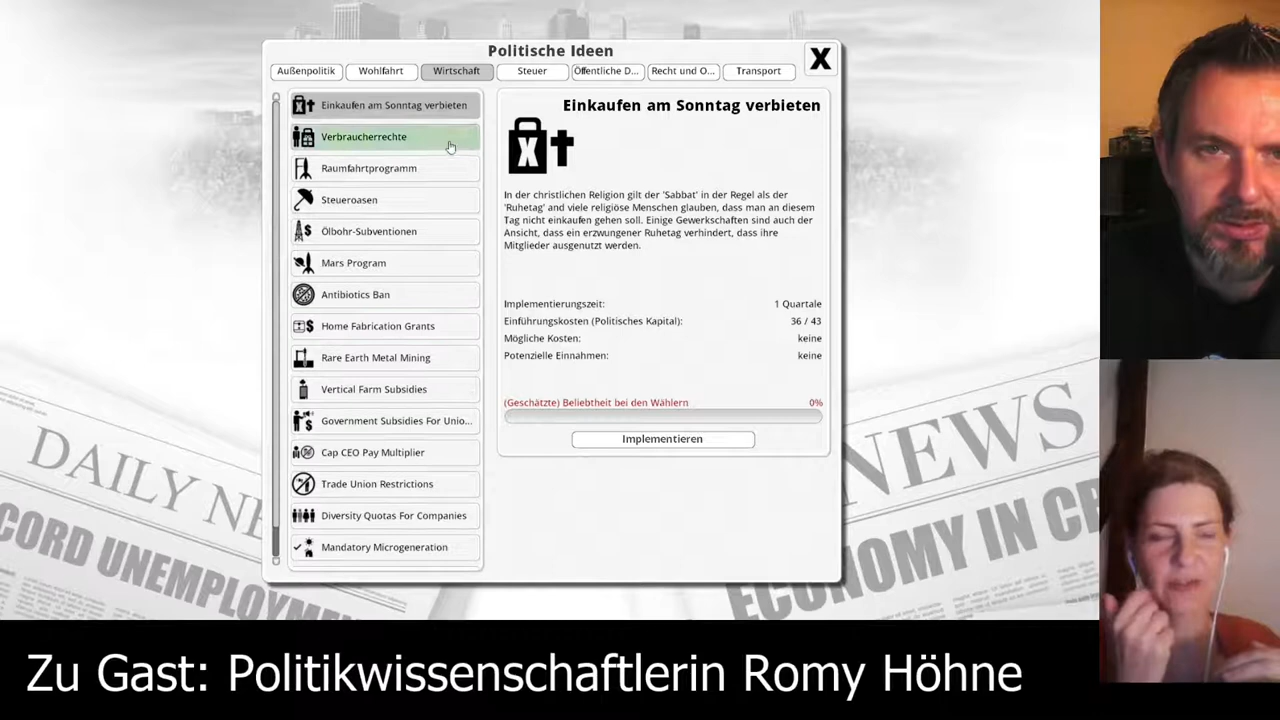 Politische Ideen
X
Außenpolitik
Wohlfahrt
Wirtschaft
Steuer
Öffentliche D...
Recht und O...
Transport
Einkaufen am Sonntag verbieten
Verbraucherrechte
Raumfahrtprogramm
Steueroasen
Ölbohr-Subventionen
Mars Program
Antibiotics Ban
Home Fabrication Grants
Rare Earth Metal Mining
Vertical Farm Subsidies
Government Subsidies For Unio...
Cap CEO Pay Multiplier
Trade Union Restrictions
Diversity Quotas For Companies
Mandatory Microgeneration
Einkaufen am Sonntag verbieten
X
In der christlichen Religion gilt der 'Sabbat' in der Regel als der
'Ruhetag' and viele religiöse Menschen glauben, dass man an diesem
Tag nicht einkaufen gehen soll. Einige Gewerkschaften sind auch der
Ansicht, dass ein erzwungener Ruhetag verhindert, dass ihre
Mitglieder ausgenutzt werden.
Implementierungszeit: 1 Quartale
Einführungskosten (Politisches Kapital): 36 / 43
Mögliche Kosten: keine
Potenzielle Einnahmen: keine
(Geschätzte) Beliebtheit bei den Wählern 0%
Implementieren
DAILY NE
CORD UNEMPLOYM
NEWS
ECONOMY IN CR
Zu Gast: Politikwissenschaftlerin Romy Höhne